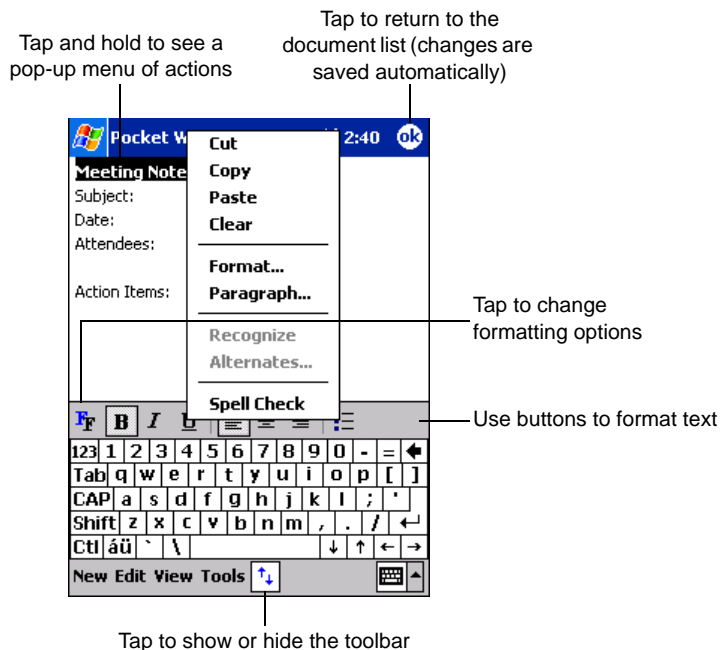 Tap to return to the
document list (changes are
saved automatically)
Tap and hold to see a
pop-up menu of actions
Pocket W 2:40 ok
Meeting Note
Subject:
Date:
Attendees:
Action Items:
Cut
Copy
Paste
Clear
Format...
Paragraph...
Recognize
Alternates...
Spell Check
Tap to change
formatting options
FF B I U
Use buttons to format text
123 1 2 3 4 5 6 7 8 9 0 - =
Tab q w e r t y u i o p [ ]
CAP a s d f g h j k l ; '
Shift z x c v b n m , . /
Ctl áü ` \ ↓ ↑ ← →
New Edit View Tools
Tap to show or hide the toolbar